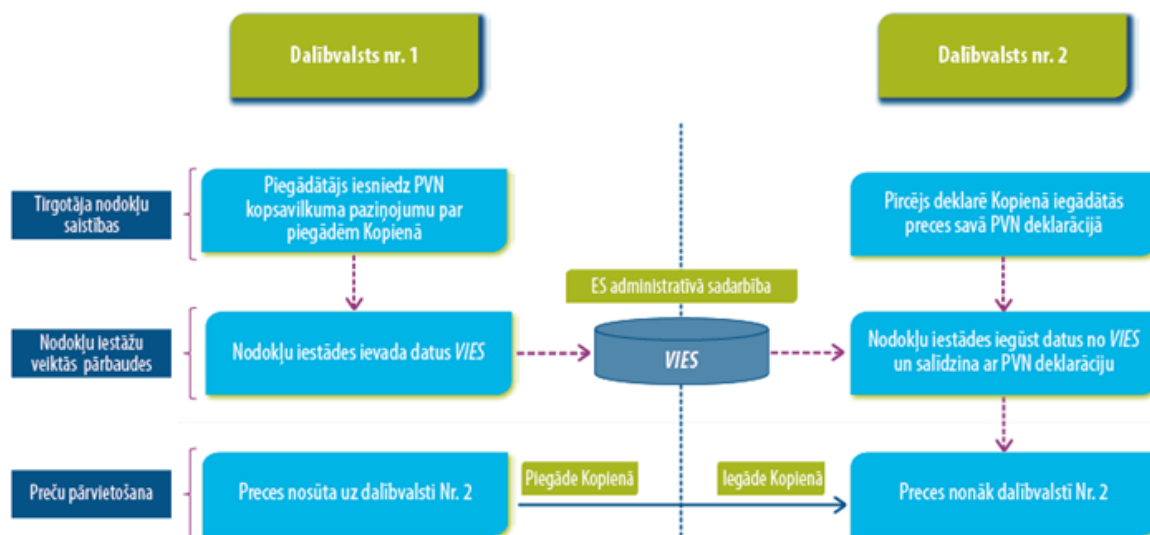 Dalībvalsts nr. 1
Dalībvalsts nr. 2
Tirgotāja nodokļu
saistības
Piegādātājs iesniedz PVN
kopsavilkuma paziņojumu par
piegādēm Kopienā
Pircējs deklarē Kopienā iegādātās
preces savā PVN deklarācijā
ES administratīvā sadarbība
Nodokļu iestāžu
veiktās pārbaudes
Nodokļu iestādes ievada datus VIES
VIES
Nodokļu iestādes iegūst datus no VIES
un salīdzina ar PVN deklarāciju
Preču pārvietošana
Preces nosūta uz dalībvalsti Nr. 2
Piegāde Kopienā
Iegāde Kopienā
Preces nonāk dalībvalstī Nr. 2